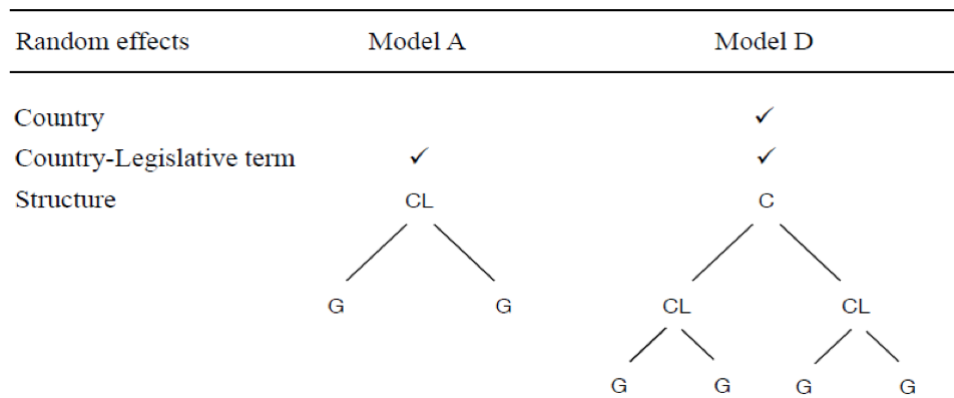 Random effects Model A Model D
Country ✓
Country-Legislative term ✓ ✓
Structure CL C
G G CL CL
G G G G